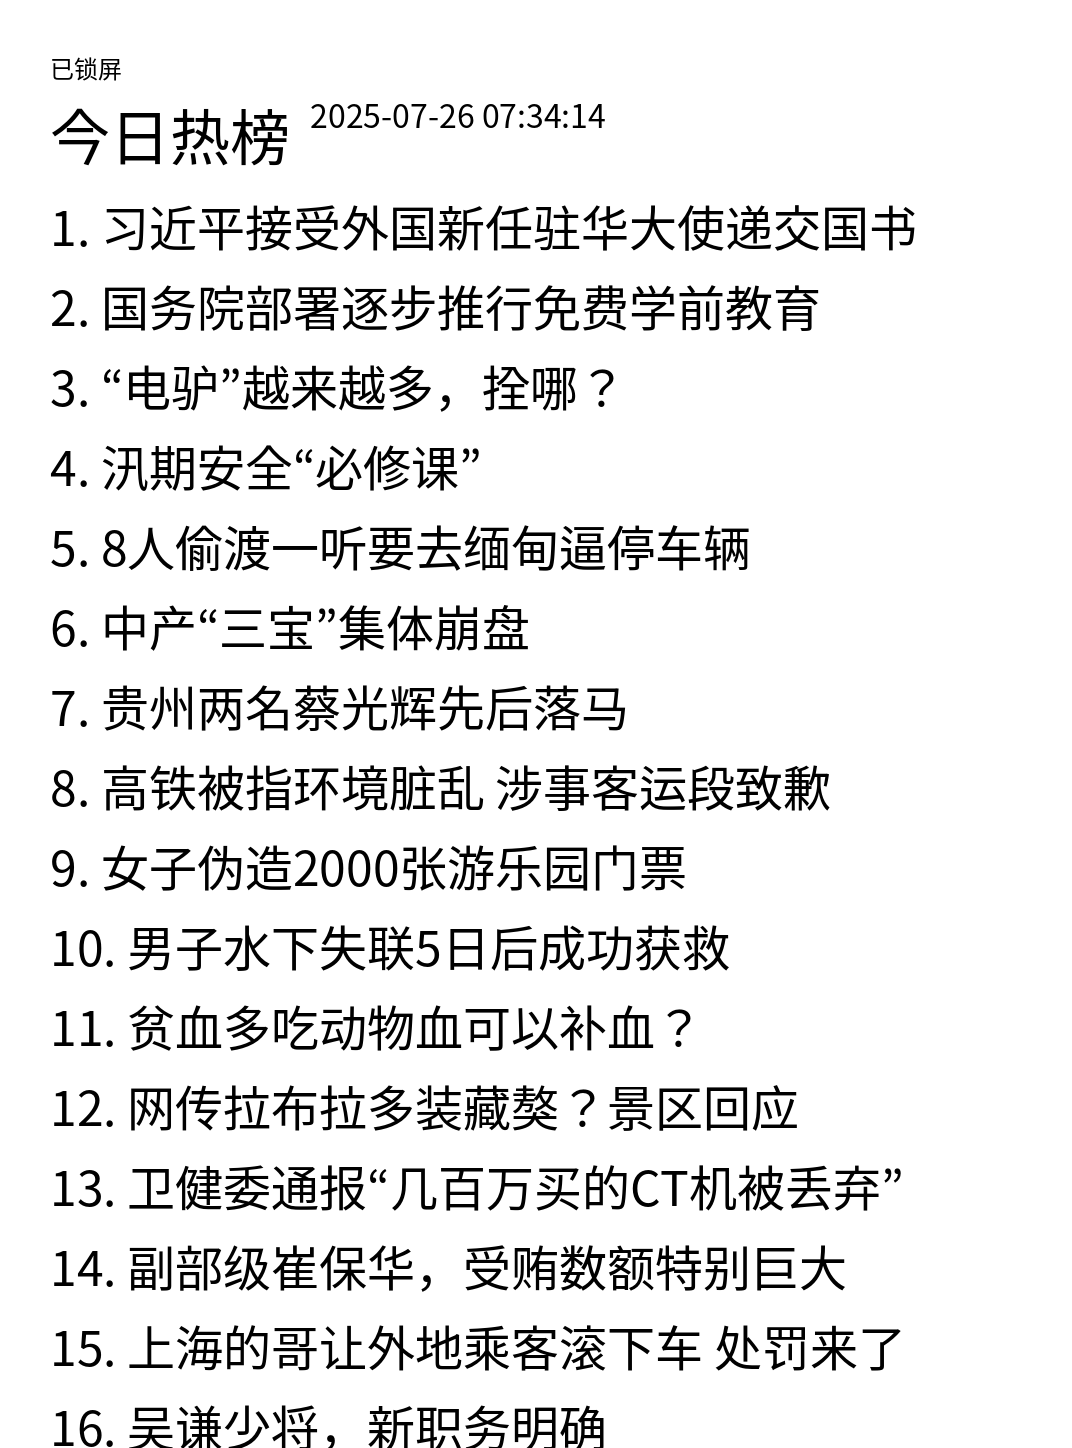 已锁屏
今日热榜 2025-07-26 07:34:14
1. 习近平接受外国新任驻华大使递交国书
2. 国务院部署逐步推行免费学前教育
3. “电驴”越来越多，拴哪？
4. 汛期安全“必修课”
5. 8人偷渡一听要去缅甸逼停车辆
6. 中产“三宝”集体崩盘
7. 贵州两名蔡光辉先后落马
8. 高铁被指环境脏乱 涉事客运段致歉
9. 女子伪造2000张游乐园门票
10. 男子水下失联5日后成功获救
11. 贫血多吃动物血可以补血？
12. 网传拉布拉多装藏獒？景区回应
13. 卫健委通报“几百万买的CT机被丢弃”
14. 副部级崔保华，受贿数额特别巨大
15. 上海的哥让外地乘客滚下车 处罚来了
16. 吴谦少将，新职务明确